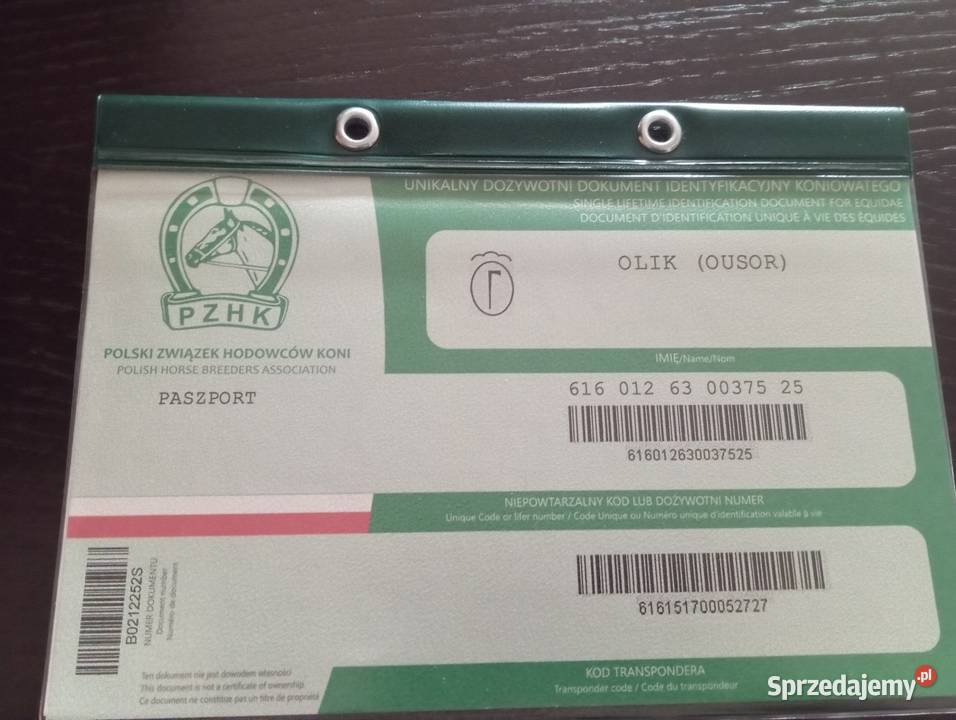 UNIKALNY DOŻYWOTNI DOKUMENT IDENTYFIKACYJNY KONIOWATEGO
SINGLE LIFETIME IDENTIFICATION DOCUMENT FOR EQUIDAE
DOCUMENT D'IDENTIFICATION UNIQUE À VIE DES ÉQUIDES
PZHK
OLIK (OUSOR)
POLSKI ZWIĄZEK HODOWCÓW KONI
POLISH HORSE BREEDERS ASSOCIATION
IMIĘ/Name/Nom
PASZPORT
616 012 63 00375 25
616012630037525
NIEPOWTARZALNY KOD LUB DOŻYWOTNI NUMER
Unique Code or lifer number / Code Unique ou Numéro unique d'identification valable à vie
B0212252S
NUMER DOKUMENTU
Document number
Numéro de document
616151700052727
KOD TRANSPONDERA
Transponder code / Code du transpondeur
Ten dokument nie jest dowodem własności
This document is not a certificate of ownership
Ce document ne constitue pas un titre de propriété
Sprzedajemy.pl